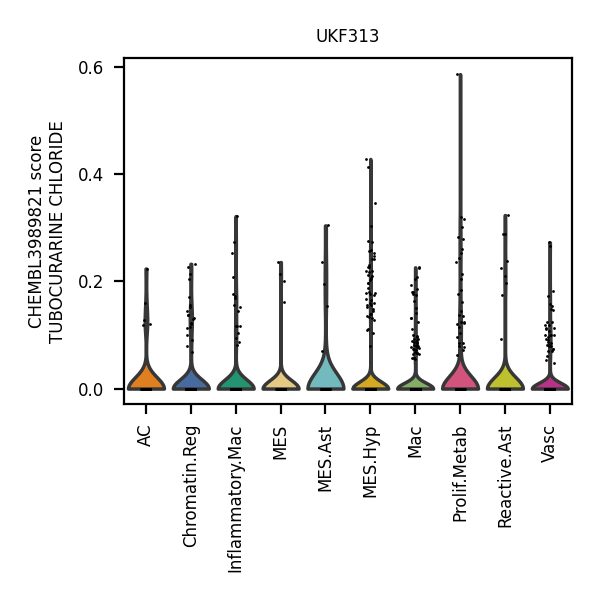 UKF313
CHEMBL3989821 score
TUBOCURARINE CHLORIDE
0.6
0.4
0.2
0.0
AC
Chromatin.Reg
Inflammatory.Mac
MES
MES.Ast
MES.Hyp
Mac
Prolif.Metab
Reactive.Ast
Vasc